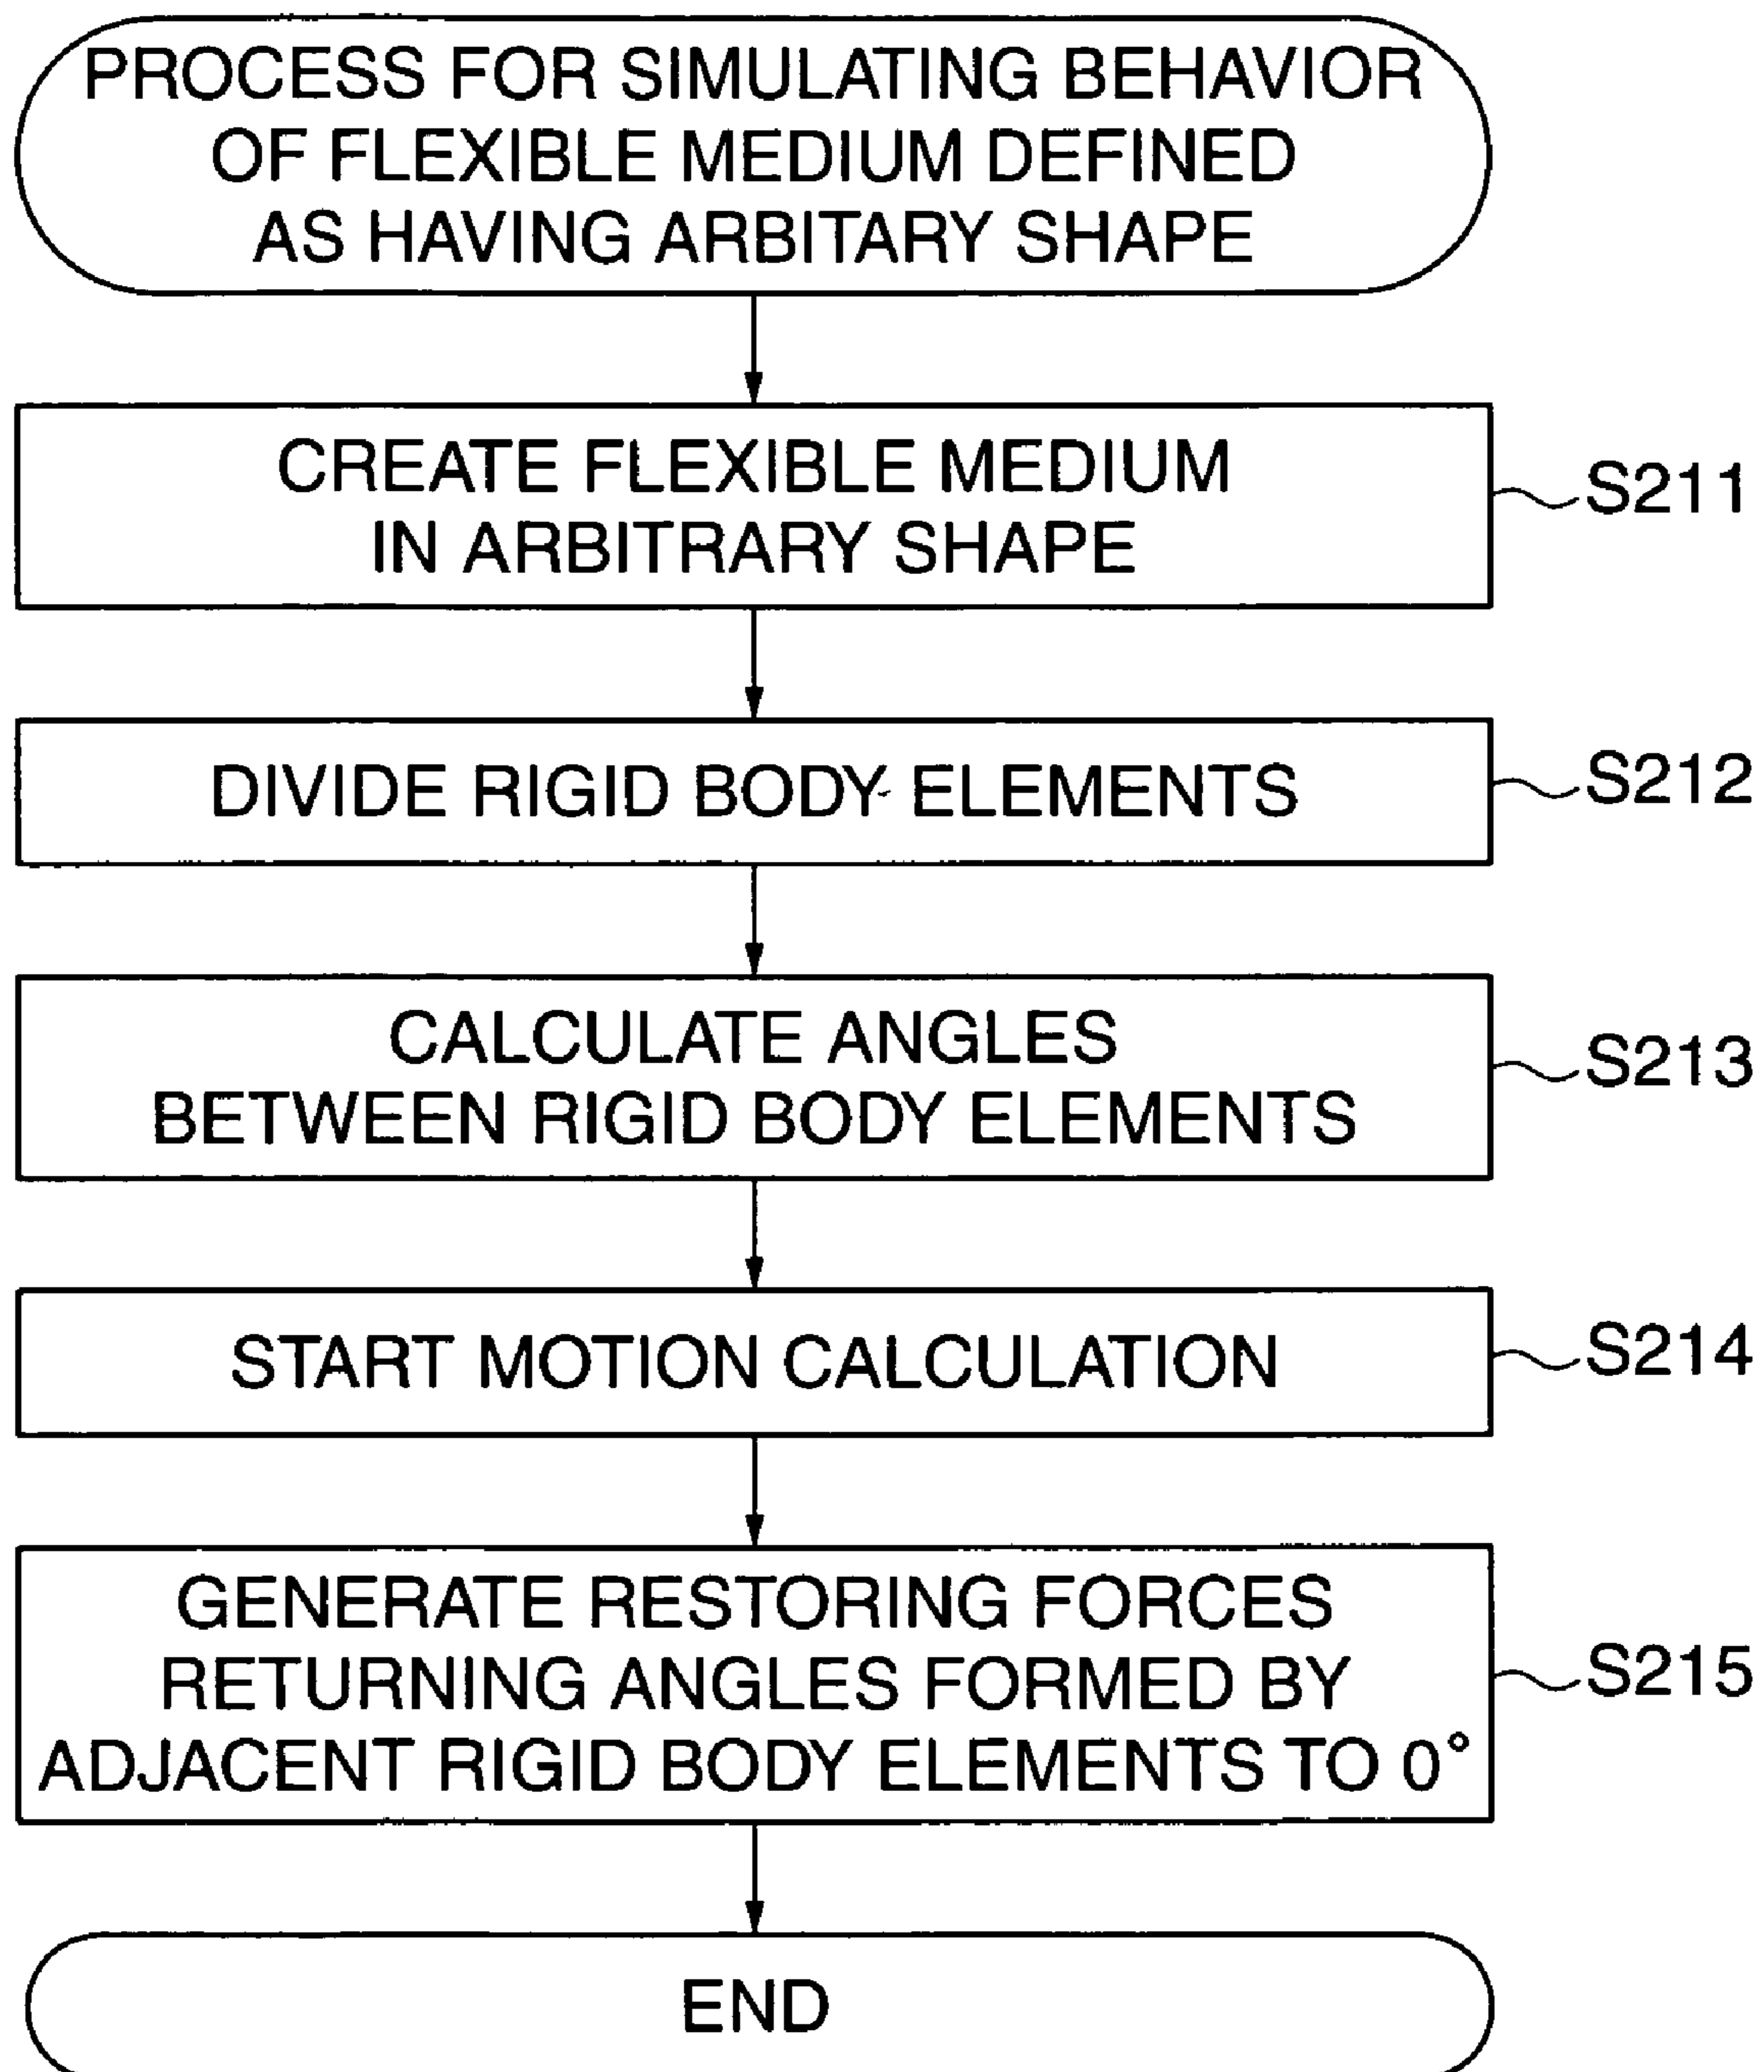 PROCESS FOR SIMULATING BEHAVIOR
OF FLEXIBLE MEDIUM DEFINED
AS HAVING ARBITARY SHAPE
CREATE FLEXIBLE MEDIUM
IN ARBITRARY SHAPE
S211
DIVIDE RIGID BODY ELEMENTS
S212
CALCULATE ANGLES
BETWEEN RIGID BODY ELEMENTS
S213
START MOTION CALCULATION
S214
GENERATE RESTORING FORCES
RETURNING ANGLES FORMED BY
ADJACENT RIGID BODY ELEMENTS TO 0°
S215
END